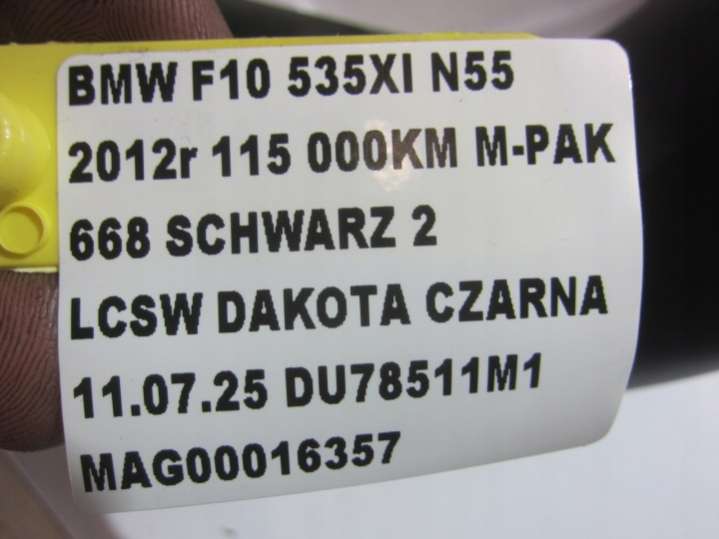 BMW F10 535XI N55
2012r 115 000KM M-PAK
668 SCHWARZ 2
LCSW DAKOTA CZARNA
11.07.25 DU78511M1
MAG00016357